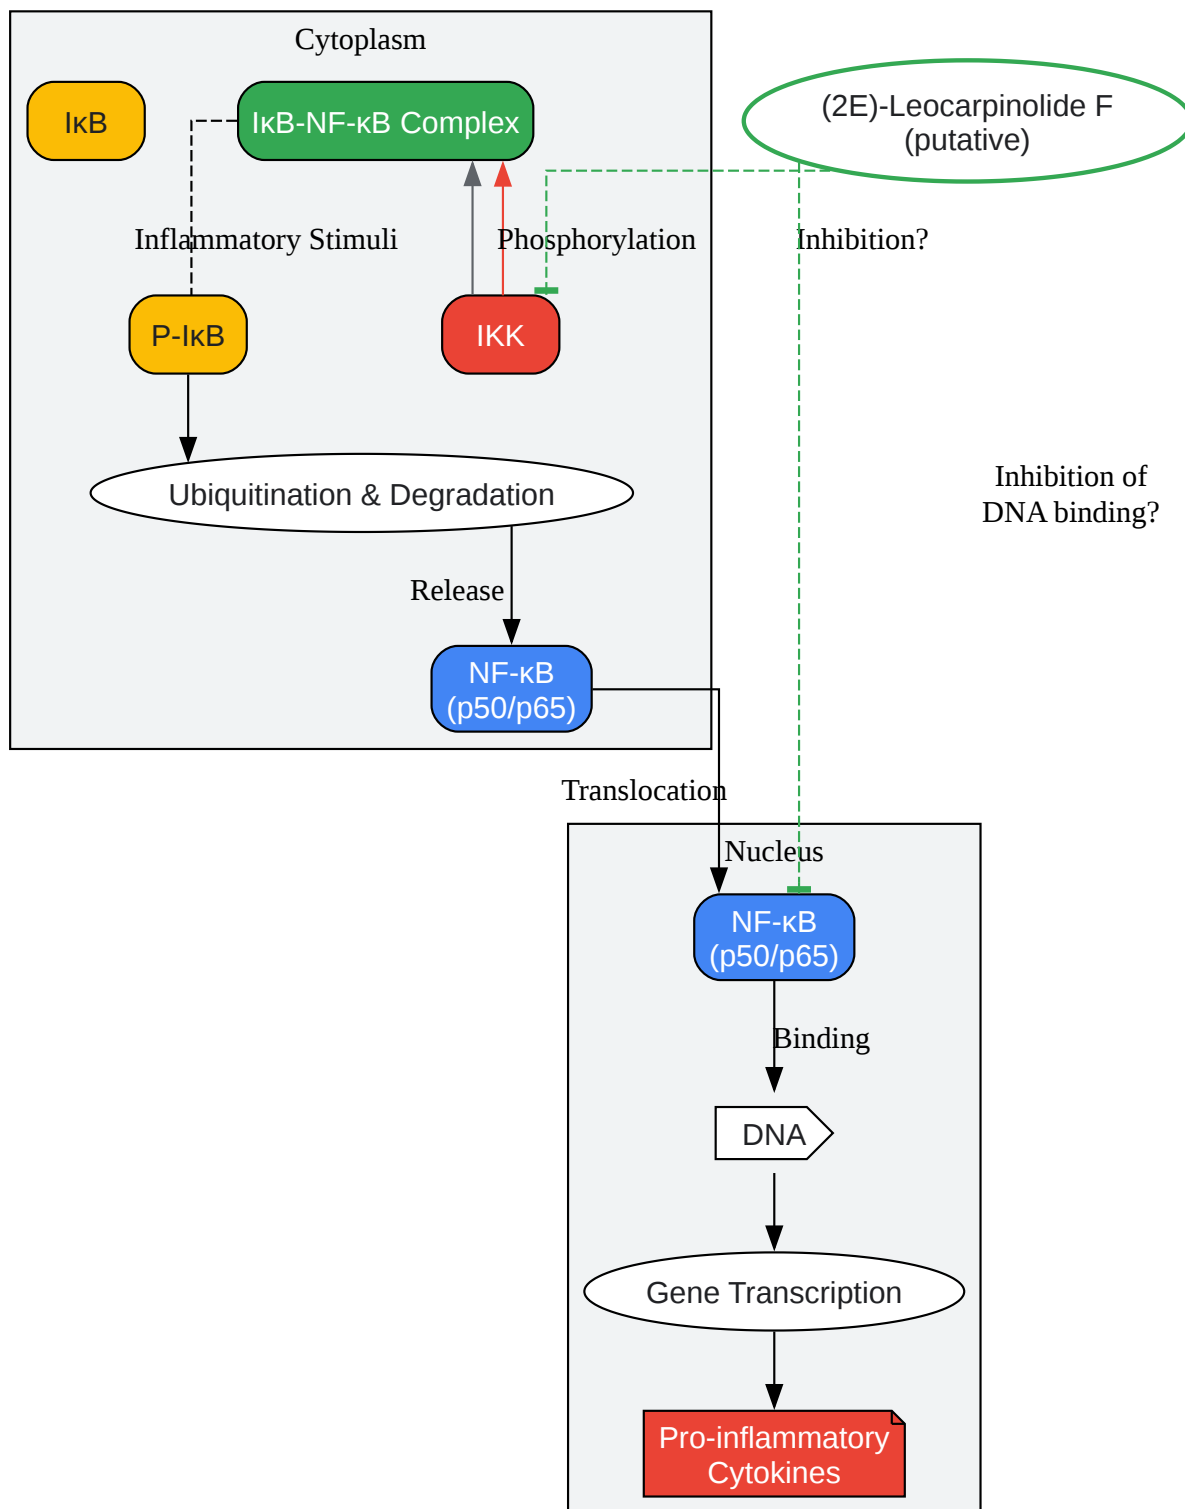 Cytoplasm
IκB
IκB-NF-κB Complex
(2E)-Leocarpinolide F
(putative)
Inflammatory Stimuli
Phosphorylation
Inhibition?
P-IκB
IKK
Ubiquitination & Degradation
Inhibition of
DNA binding?
Release
NF-κB
(p50/p65)
Translocation
Nucleus
NF-κB
(p50/p65)
Binding
DNA
Gene Transcription
Pro-inflammatory
Cytokines